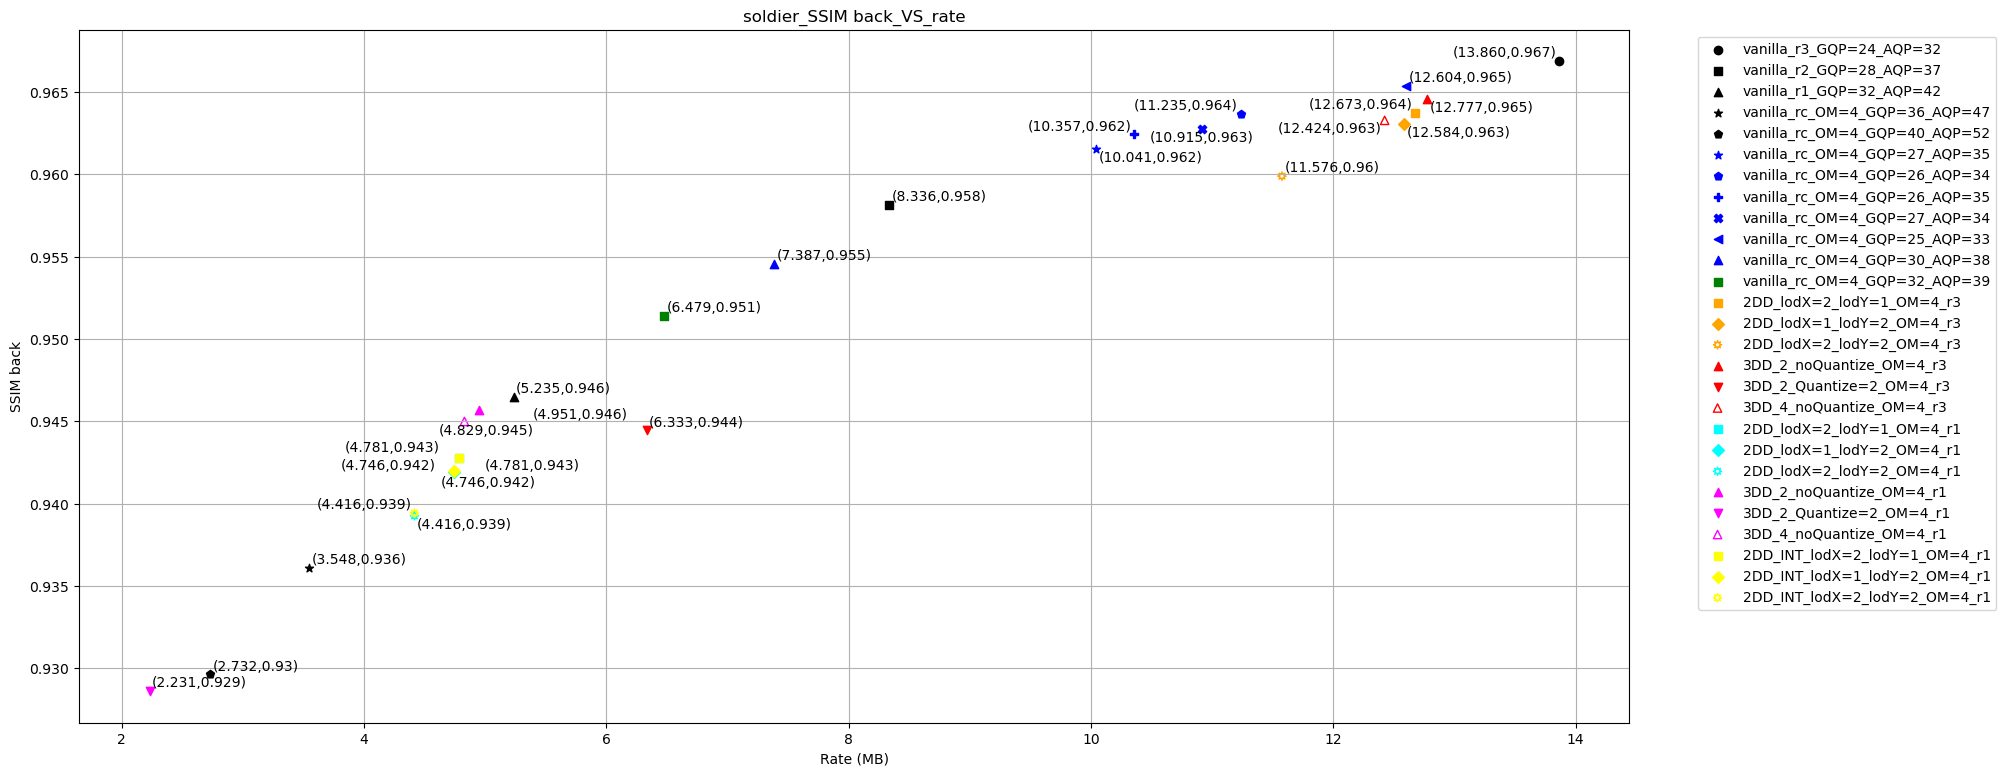 soldier_SSIM back_VS_rate
SSIM back
0.965
0.960
0.955
0.950
0.945
0.940
0.935
0.930
(13.860,0.967)
(12.604,0.965)
(11.235,0.964)
(12.673,0.964)
(12.777,0.965)
(10.357,0.962)
(10.915,0.963)
(12.424,0.963)
(12.584,0.963)
(10.041,0.962)
(11.576,0.96)
(8.336,0.958)
(7.387,0.955)
(6.479,0.951)
(5.235,0.946)
(4.951,0.946)
(6.333,0.944)
(4.829,0.945)
(4.781,0.943)
(4.746,0.942)
(4.781,0.943)
(4.746,0.942)
(4.416,0.939)
(4.416,0.939)
(3.548,0.936)
(2.732,0.93)
(2.231,0.929)
2
4
6
8
10
12
14
Rate (MB)
vanilla_r3_GQP=24_AQP=32
vanilla_r2_GQP=28_AQP=37
vanilla_r1_GQP=32_AQP=42
vanilla_rc_OM=4_GQP=36_AQP=47
vanilla_rc_OM=4_GQP=40_AQP=52
vanilla_rc_OM=4_GQP=27_AQP=35
vanilla_rc_OM=4_GQP=26_AQP=34
vanilla_rc_OM=4_GQP=26_AQP=35
vanilla_rc_OM=4_GQP=27_AQP=34
vanilla_rc_OM=4_GQP=25_AQP=33
vanilla_rc_OM=4_GQP=30_AQP=38
vanilla_rc_OM=4_GQP=32_AQP=39
2DD_lodX=2_lodY=1_OM=4_r3
2DD_lodX=1_lodY=2_OM=4_r3
2DD_lodX=2_lodY=2_OM=4_r3
3DD_2_noQuantize_OM=4_r3
3DD_2_Quantize=2_OM=4_r3
3DD_4_noQuantize_OM=4_r3
2DD_lodX=2_lodY=1_OM=4_r1
2DD_lodX=1_lodY=2_OM=4_r1
2DD_lodX=2_lodY=2_OM=4_r1
3DD_2_noQuantize_OM=4_r1
3DD_2_Quantize=2_OM=4_r1
3DD_4_noQuantize_OM=4_r1
2DD_INT_lodX=2_lodY=1_OM=4_r1
2DD_INT_lodX=1_lodY=2_OM=4_r1
2DD_INT_lodX=2_lodY=2_OM=4_r1